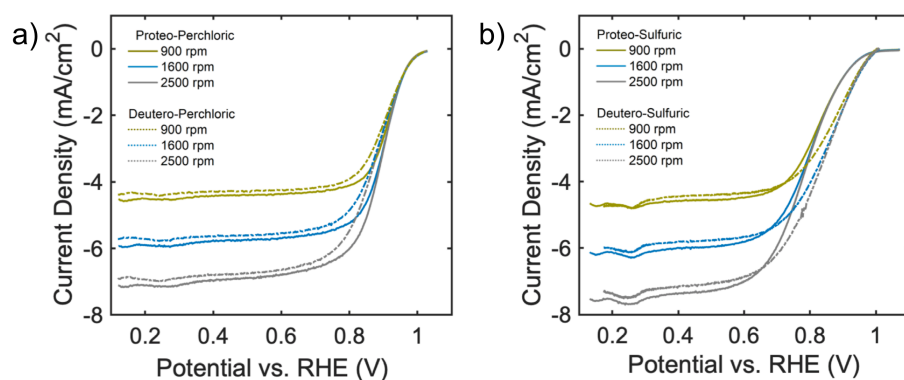 a)
Proteo-Perchloric
900 rpm
1600 rpm
2500 rpm
Deutero-Perchloric
900 rpm
1600 rpm
2500 rpm
Current Density (mA/cm²)
0
-2
-4
-6
-8
0.2 0.4 0.6 0.8 1
Potential vs. RHE (V)
b)
Proteo-Sulfuric
900 rpm
1600 rpm
2500 rpm
Deutero-Sulfuric
900 rpm
1600 rpm
2500 rpm
Current Density (mA/cm²)
0
-2
-4
-6
-8
0.2 0.4 0.6 0.8 1
Potential vs. RHE (V)